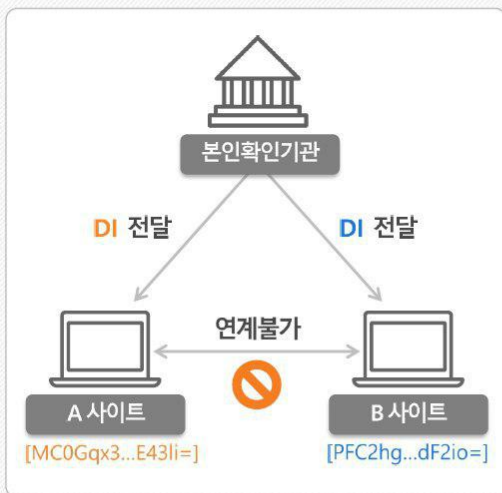 본인확인기관
DI 전달
DI 전달
연계불가
A 사이트
B 사이트
[MC0Gqx3...E43li=]
[PFC2hg...dF2io=]